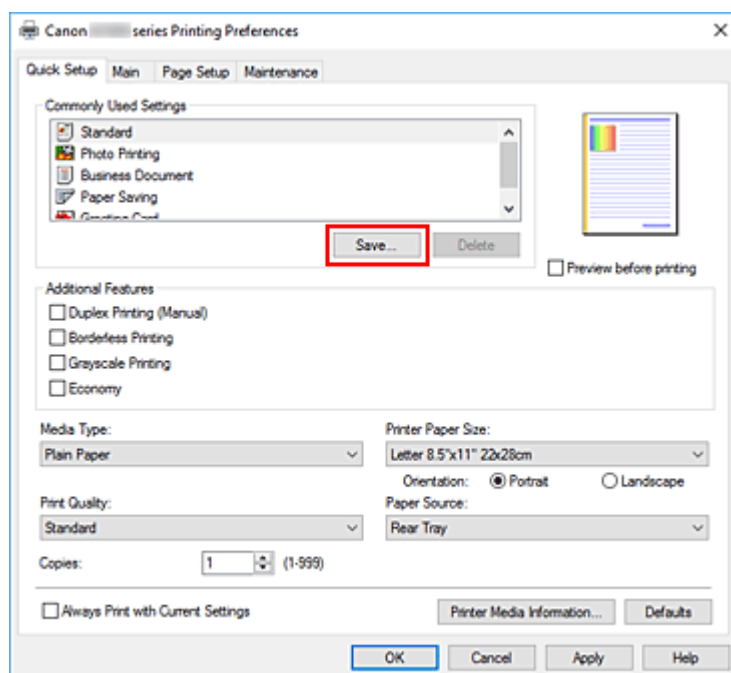 Canon series Printing Preferences
Quick Setup Main Page Setup Maintenance
Commonly Used Settings
Standard
Photo Printing
Business Document
Paper Saving
Greeting Card
Save... Delete
Preview before printing
Additional Features
Duplex Printing (Manual)
Borderless Printing
Grayscale Printing
Economy
Media Type: Printer Paper Size:
Plain Paper Letter 8.5"x11" 22x28cm
Orientation: Portrait Landscape
Print Quality: Paper Source:
Standard Rear Tray
Copies: 1 (1-999)
Always Print with Current Settings Printer Media Information... Defaults
OK Cancel Apply Help